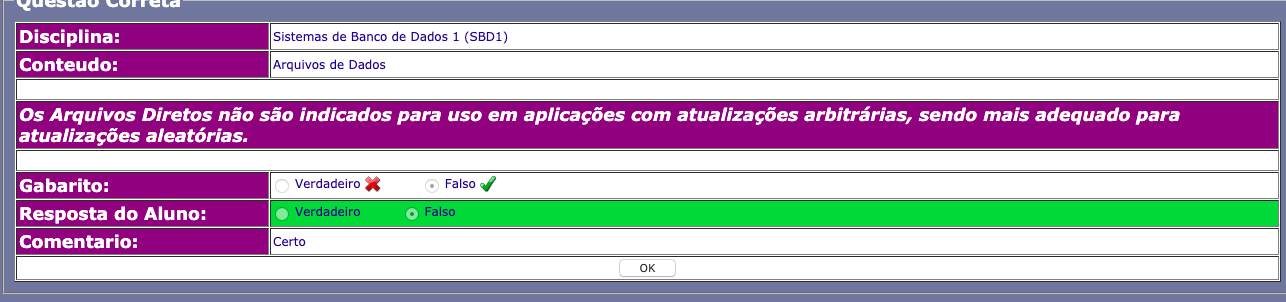 Questão Correta
Disciplina: Sistemas de Banco de Dados 1 (SBD1)
Conteudo: Arquivos de Dados
Os Arquivos Diretos não são indicados para uso em aplicações com atualizações arbitrárias, sendo mais adequado para
atualizações aleatórias.
Gabarito: Verdadeiro Falso
Resposta do Aluno: Verdadeiro Falso
Comentario: Certo
OK